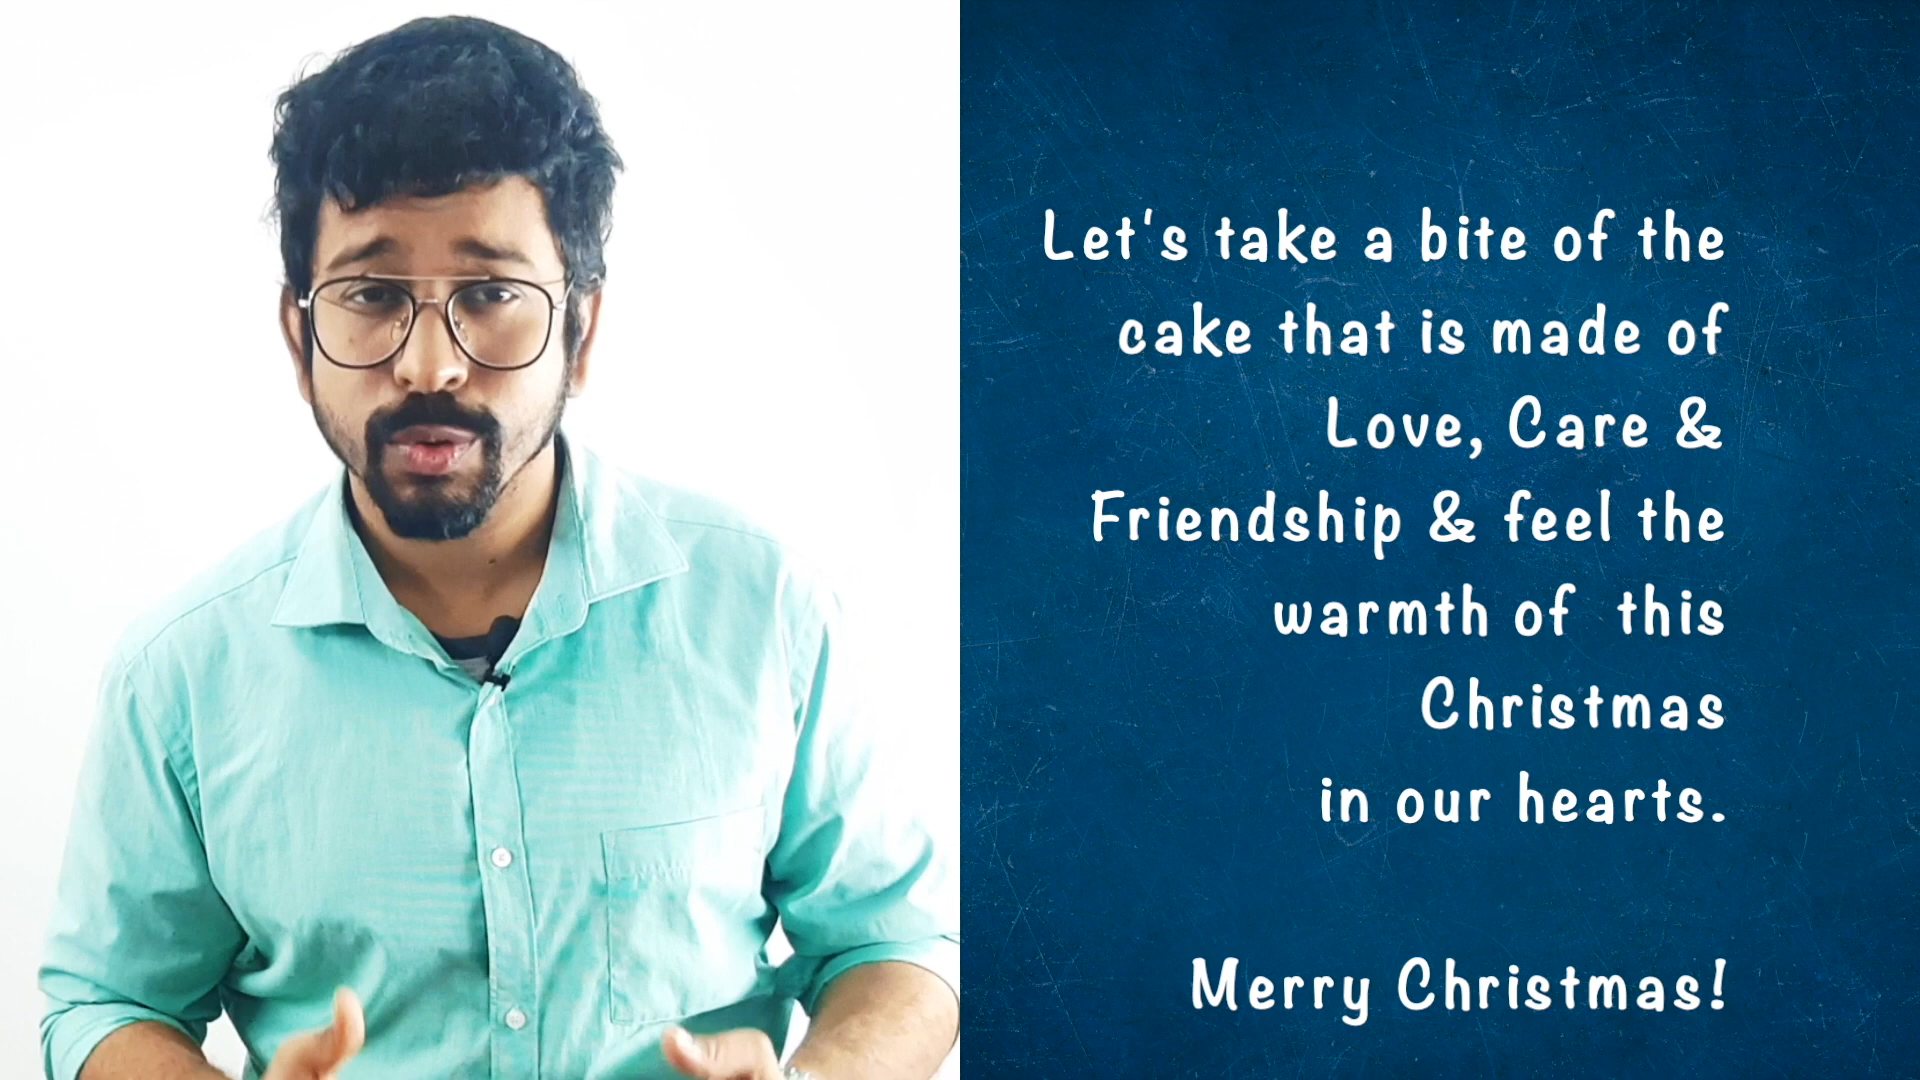 Let's take a bite of the
cake that is made of
Love, Care &
Friendship & feel the
warmth of  this
Christmas
in our hearts.
Merry Christmas!